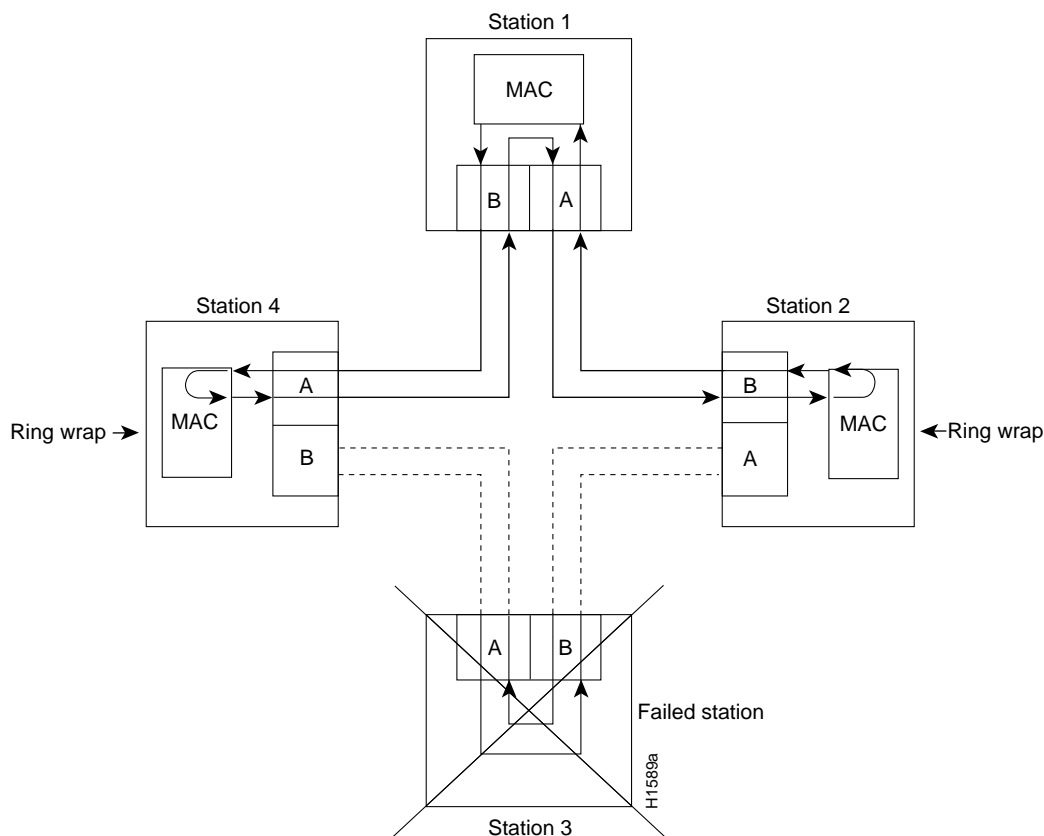 Station 1
MAC
B A
Station 4
Station 2
A
B
MAC
MAC
Ring wrap
Ring wrap
B
A
A B
Failed station
H1589a
Station 3